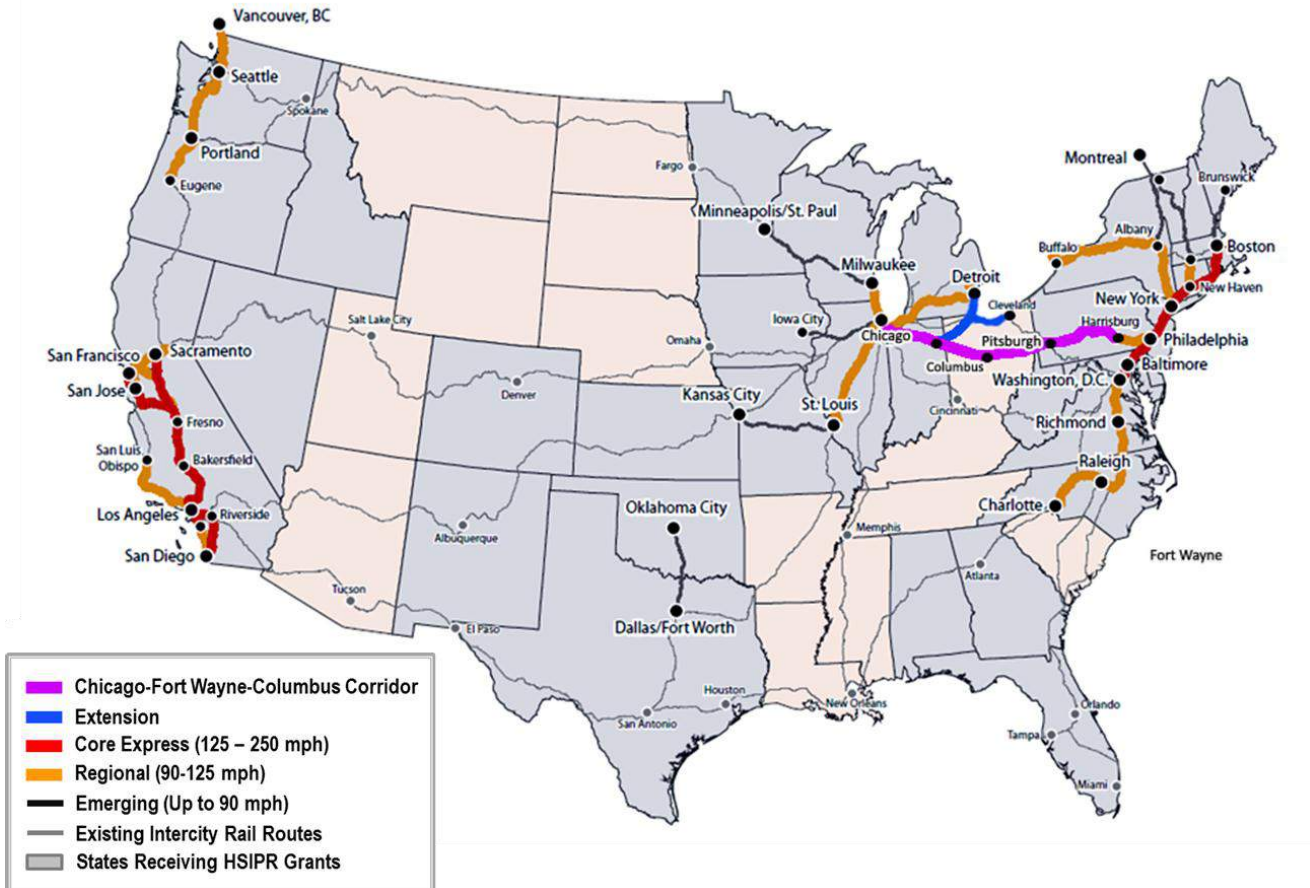 Vancouver, BC
Seattle
Spokane
Portland
Eugene
Fargo
Minneapolis/St. Paul
Montreal
Brunswick
Albany
Buffalo
Boston
Milwaukee
Detroit
Cleveland
New Haven
New York
Harrisburg
Iowa City
Chicago
Pitsburgh
Philadelphia
Salt Lake City
Omaha
Columbus
Baltimore
San Francisco
Sacramento
Washington, D.C.
San Jose
Denver
Kansas City
St. Louis
Cincinnati
Richmond
Fresno
San Luis
Obispo
Bakersfield
Raleigh
Los Angeles
Riverside
Oklahoma City
Charlotte
Memphis
Albuquerque
San Diego
Fort Wayne
Atlanta
Tucson
El Paso
Dallas/Fort Worth
Houston
New Orleans
San Antonio
Orlando
Tampa
Miami
Chicago-Fort Wayne-Columbus Corridor
Extension
Core Express (125 – 250 mph)
Regional (90-125 mph)
Emerging (Up to 90 mph)
Existing Intercity Rail Routes
States Receiving HSIPR Grants